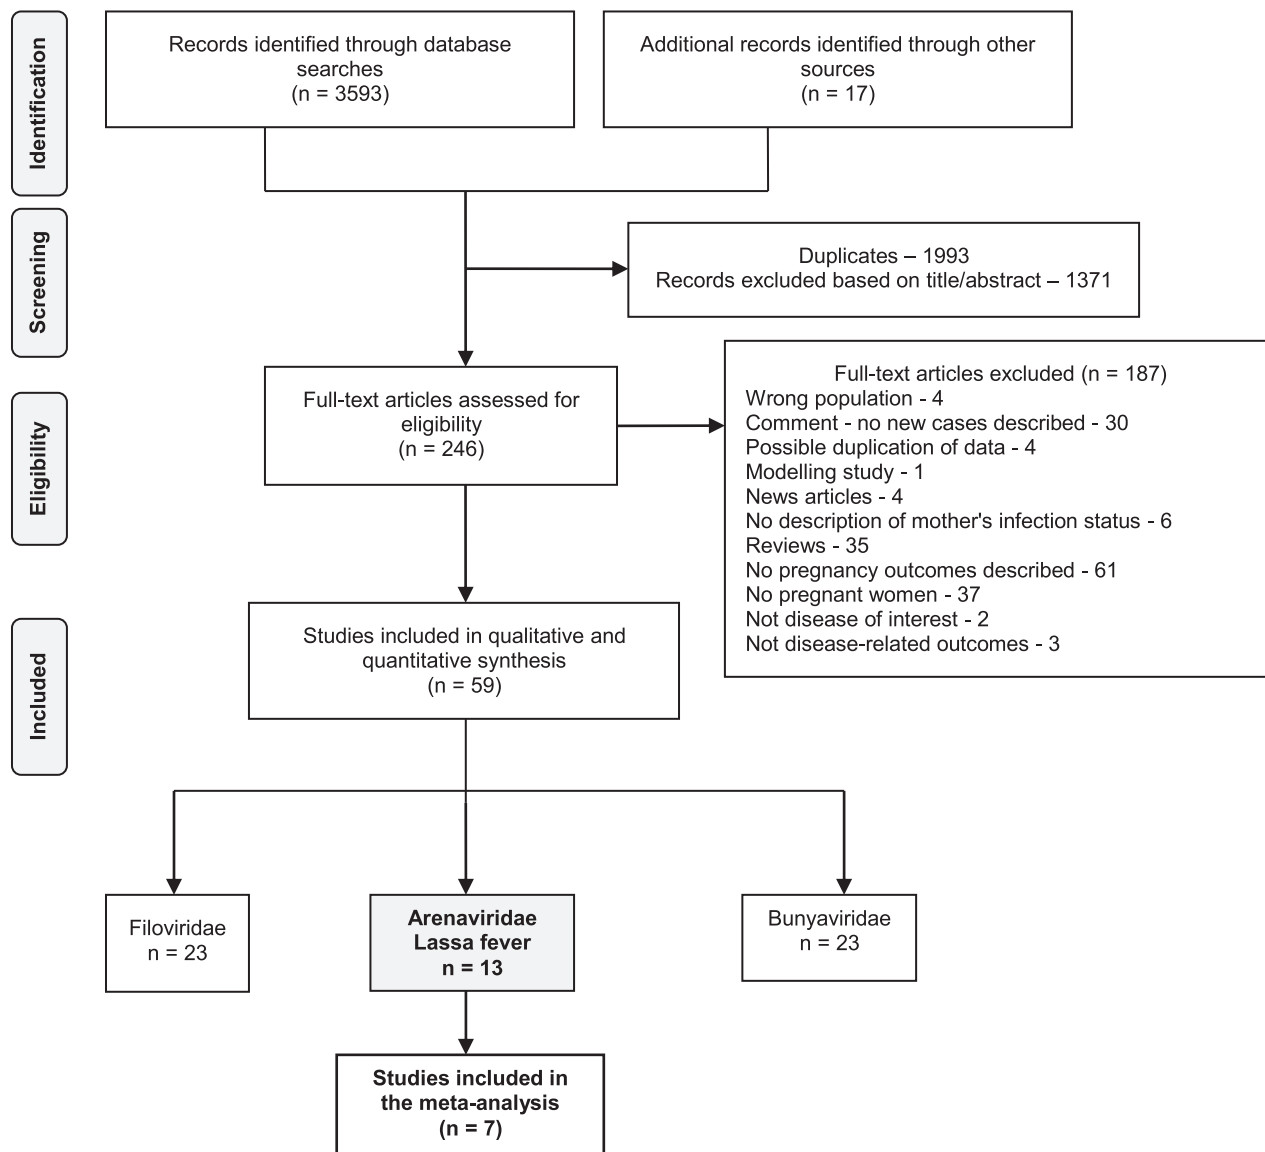 Identification
Records identified through database
searches
(n = 3593)
Additional records identified through other
sources
(n = 17)
Screening
Duplicates – 1993
Records excluded based on title/abstract – 1371
Eligibility
Full-text articles assessed for
eligibility
(n = 246)
Full-text articles excluded (n = 187)
Wrong population - 4
Comment - no new cases described - 30
Possible duplication of data - 4
Modelling study - 1
News articles - 4
No description of mother's infection status - 6
Reviews - 35
No pregnancy outcomes described - 61
No pregnant women - 37
Not disease of interest - 2
Not disease-related outcomes - 3
Included
Studies included in qualitative and
quantitative synthesis
(n = 59)
Filoviridae
n = 23
Arenaviridae
Lassa fever
n = 13
Bunyaviridae
n = 23
Studies included in
the meta-analysis
(n = 7)